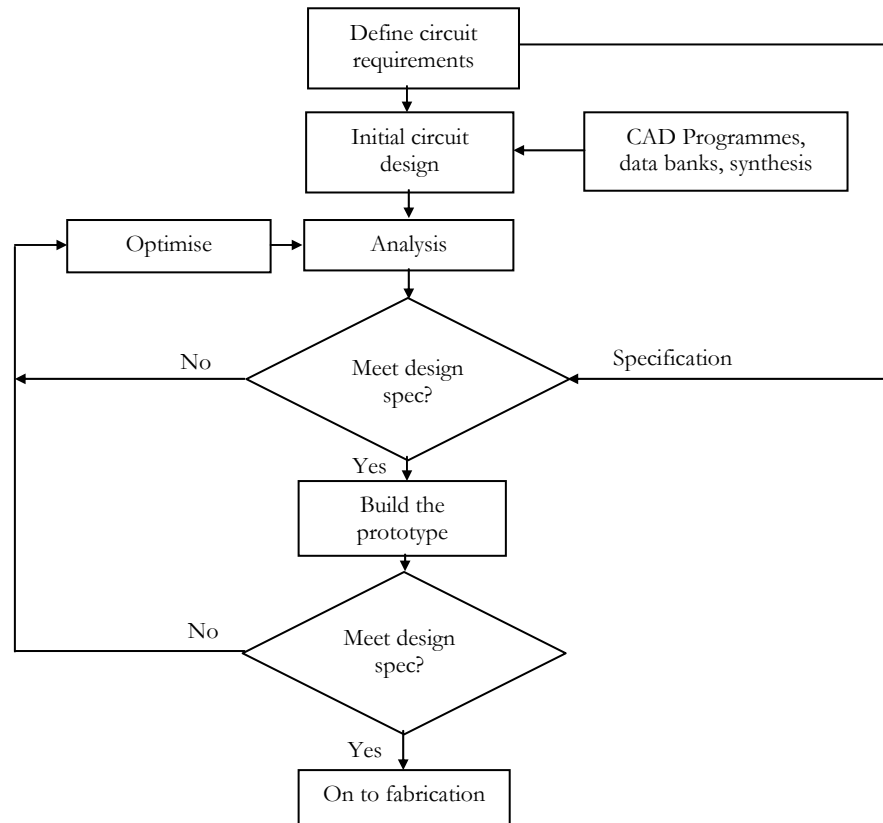 Define circuit
requirements
Initial circuit
design
CAD Programmes,
data banks, synthesis
Optimise
Analysis
No
Meet design
spec?
Specification
Yes
Build the
prototype
No
Meet design
spec?
Yes
On to fabrication